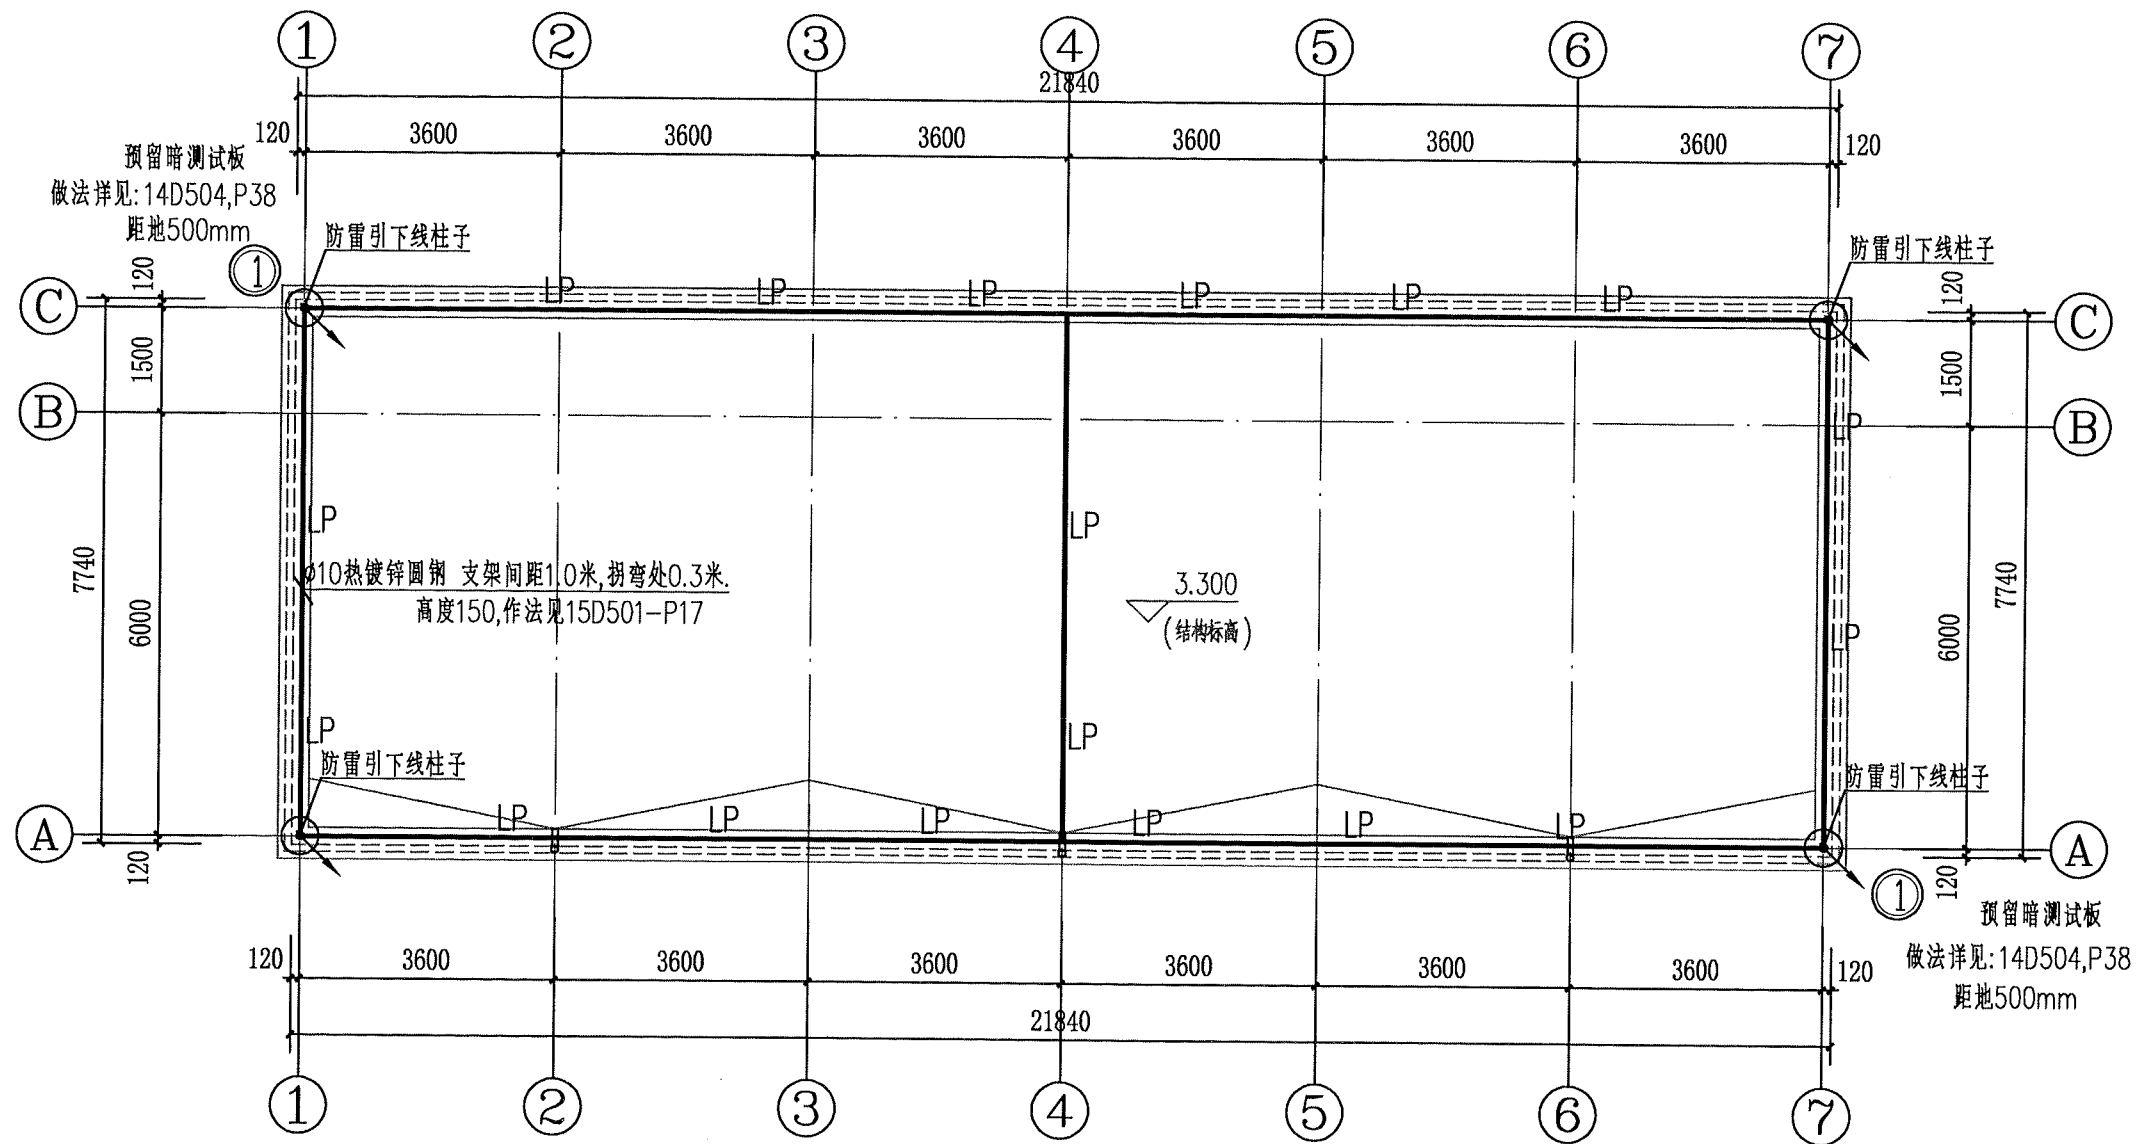 1
2
3
4
5
6
7
21840
120
3600
3600
3600
3600
3600
3600
120
预留暗测试板
做法详见:14D504,P38
距地500mm
防雷引下线柱子
防雷引下线柱子
1
120
120
C
LP
LP
LP
LP
LP
LP
C
1500
1500
B
LP
B
LP
LP
7740
φ10热镀锌圆钢 支架间距1.0米,拐弯处0.3米.
高度150,作法见15D501-P17
3.300
(结构标高)
7740
6000
LP
6000
LP
LP
防雷引下线柱子
防雷引下线柱子
A
LP
LP
LP
LP
LP
LP
A
120
120
1
预留暗测试板
做法详见:14D504,P38
距地500mm
120
3600
3600
3600
3600
3600
3600
120
21840
1
2
3
4
5
6
7